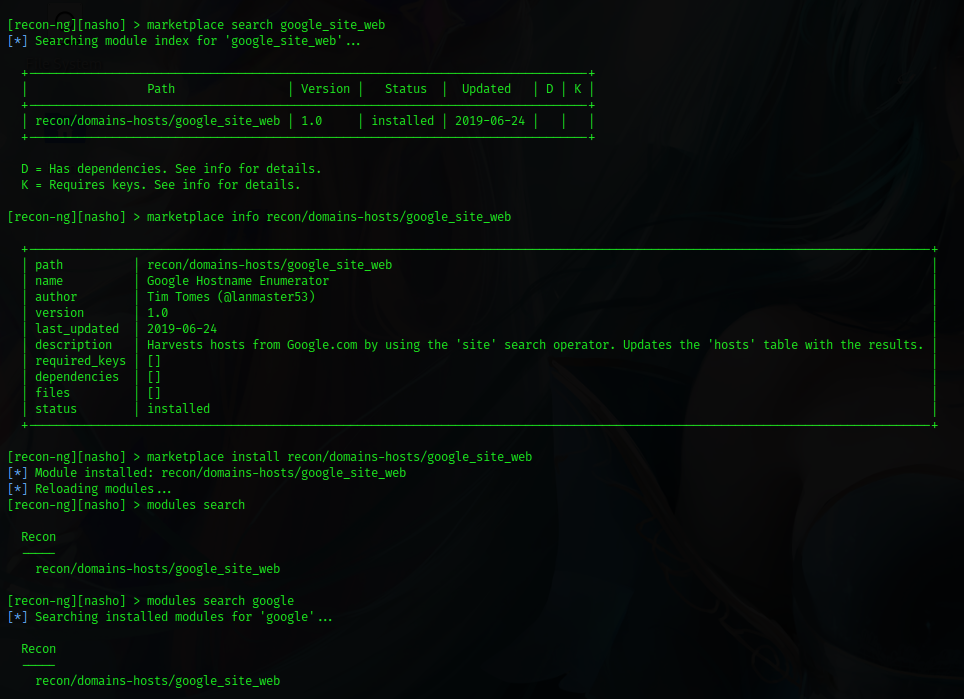 [recon-ng][nasho] > marketplace search google_site_web
[*] Searching module index for 'google_site_web'...
+---------------------------------------------------------------------------------+
| Path | Version | Status | Updated | D | K |
+---------------------------------------------------------------------------------+
| recon/domains-hosts/google_site_web | 1.0 | installed | 2019-06-24 | | |
+---------------------------------------------------------------------------------+
D = Has dependencies. See info for details.
K = Requires keys. See info for details.
[recon-ng][nasho] > marketplace info recon/domains-hosts/google_site_web
+---------------------------------------------------------------------------------+
| path | recon/domains-hosts/google_site_web |
| name | Google Hostname Enumerator |
| author | Tim Tomes (@lanmaster53) |
| version | 1.0 |
| last_updated | 2019-06-24 |
| description | Harvests hosts from Google.com by using the 'site' search operator. Updates the 'hosts' table with the results. |
| required_keys | [] |
| dependencies | [] |
| files | [] |
| status | installed |
+---------------------------------------------------------------------------------+
[recon-ng][nasho] > marketplace install recon/domains-hosts/google_site_web
[*] Module installed: recon/domains-hosts/google_site_web
[*] Reloading modules...
[recon-ng][nasho] > modules search
Recon
-----
recon/domains-hosts/google_site_web
[recon-ng][nasho] > modules search google
[*] Searching installed modules for 'google'...
Recon
-----
recon/domains-hosts/google_site_web